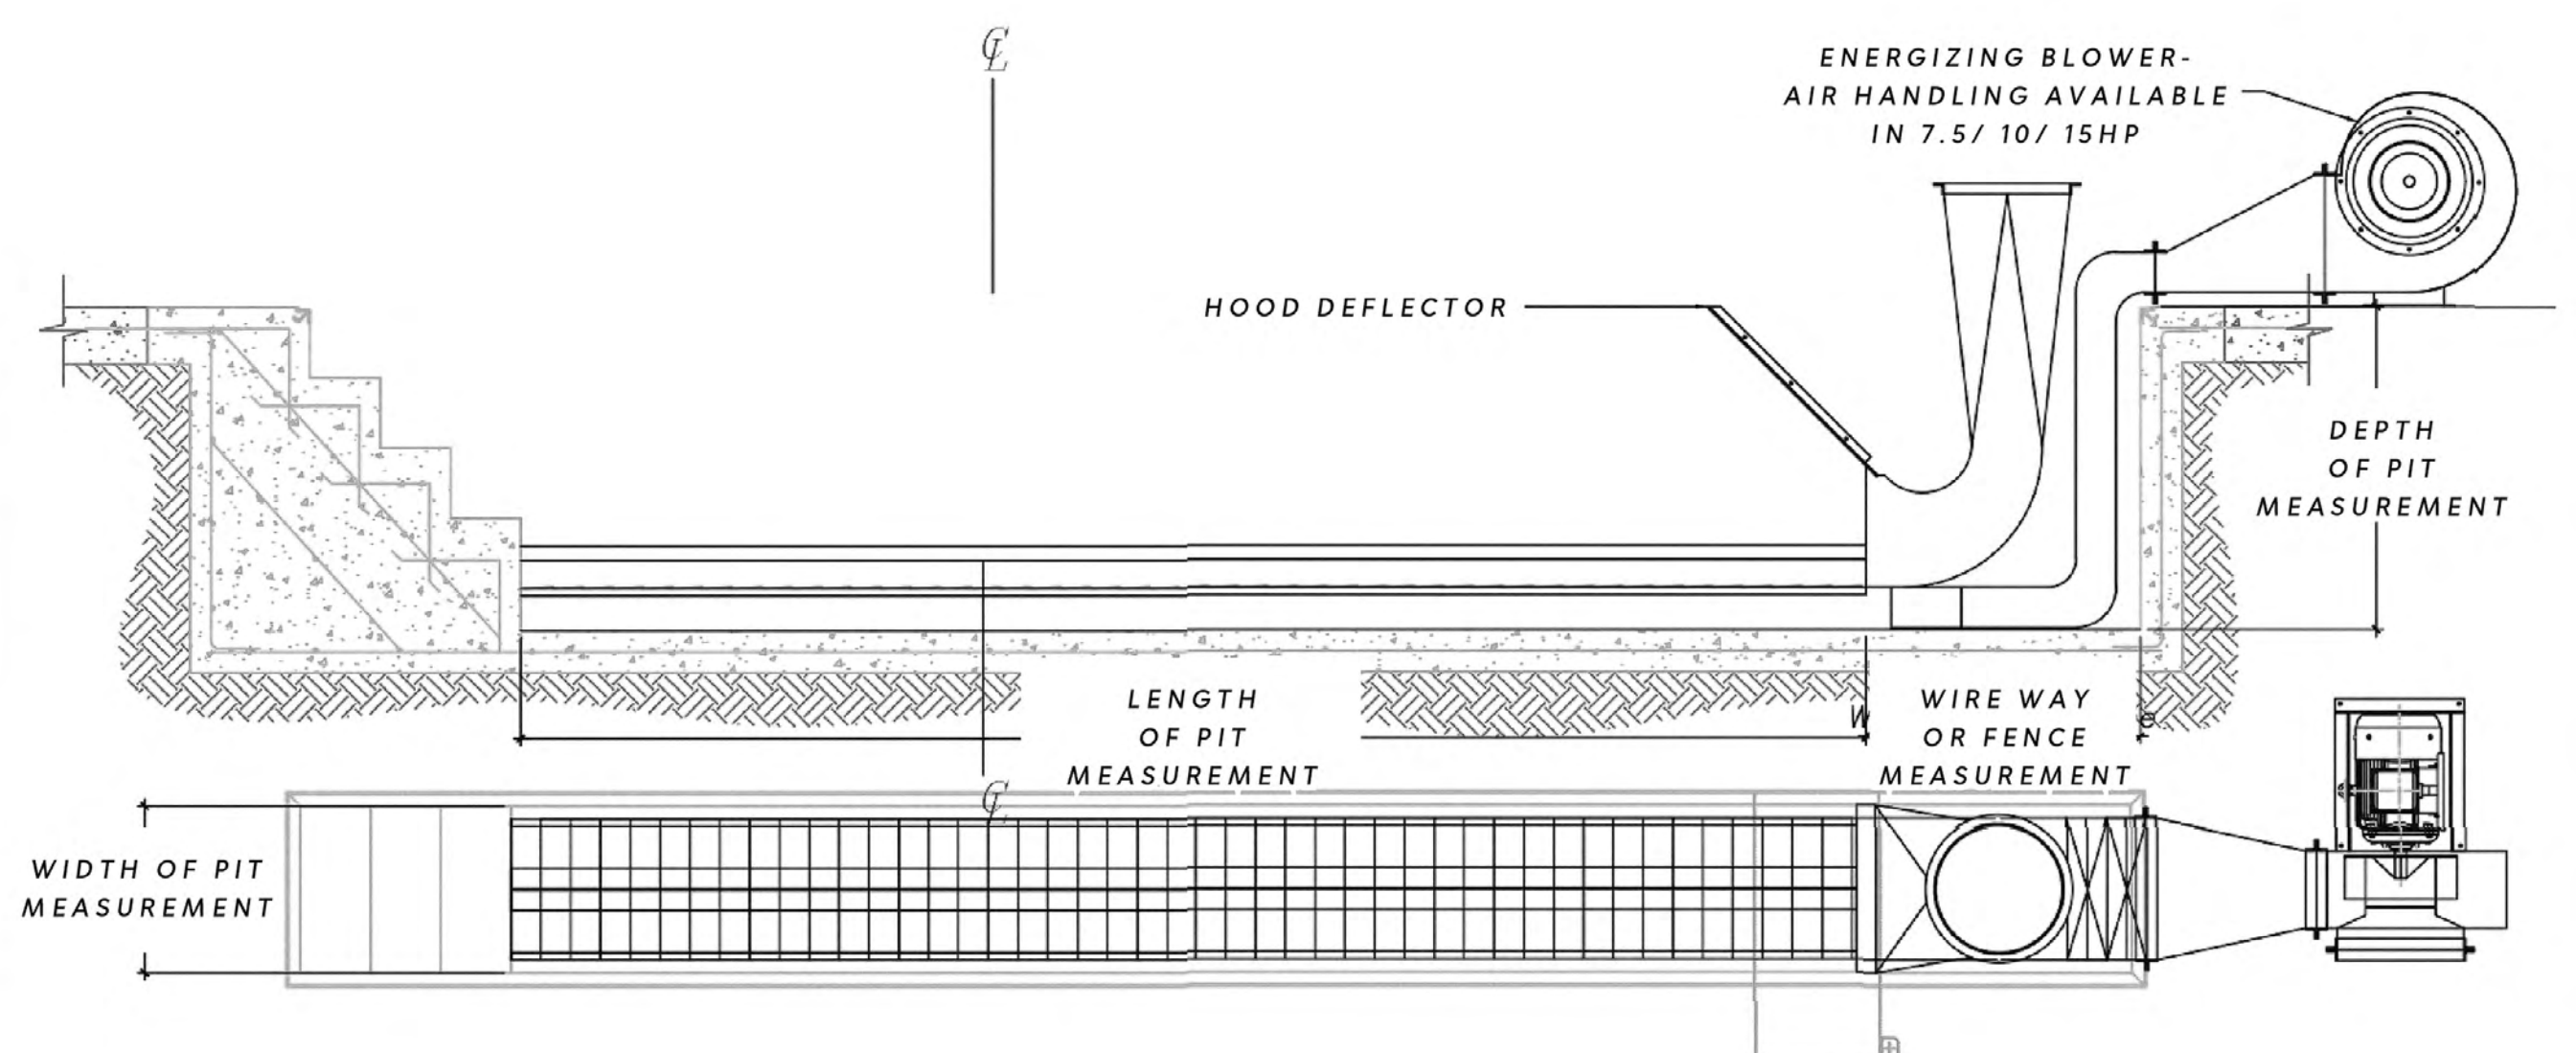 ℄
ENERGIZING BLOWER-
AIR HANDLING AVAILABLE
IN 7.5/ 10/ 15HP
HOOD DEFLECTOR
DEPTH
OF PIT
MEASUREMENT
LENGTH
OF PIT
MEASUREMENT
W
WIRE WAY
OR FENCE
MEASUREMENT
e
℄
WIDTH OF PIT
MEASUREMENT